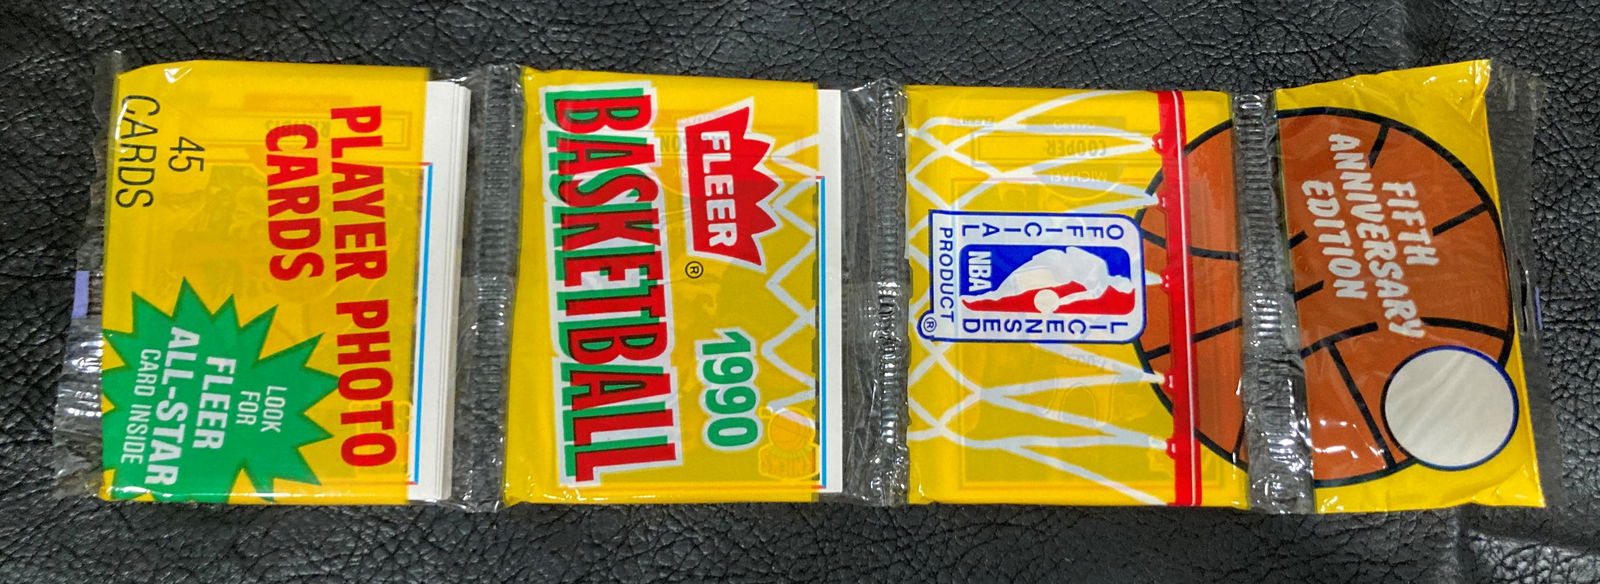 FIFTH
ANNIVERSARY
EDITION
OFFICIAL
LICENSED
NBA
PRODUCT ®
FLEER ®
1990
BASKETBALL
PLAYER PHOTO
CARDS
45
CARDS
LOOK
FOR
FLEER
ALL-STAR
CARD INSIDE